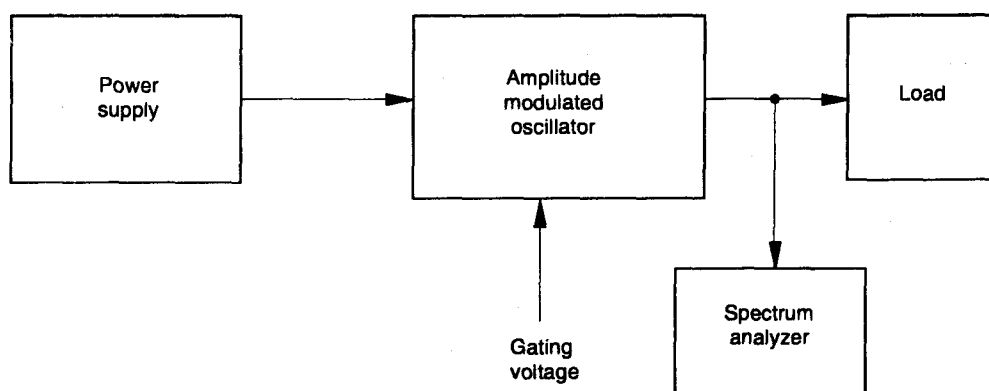 Power
supply
Amplitude
modulated
oscillator
Load
Gating
voltage
Spectrum
analyzer